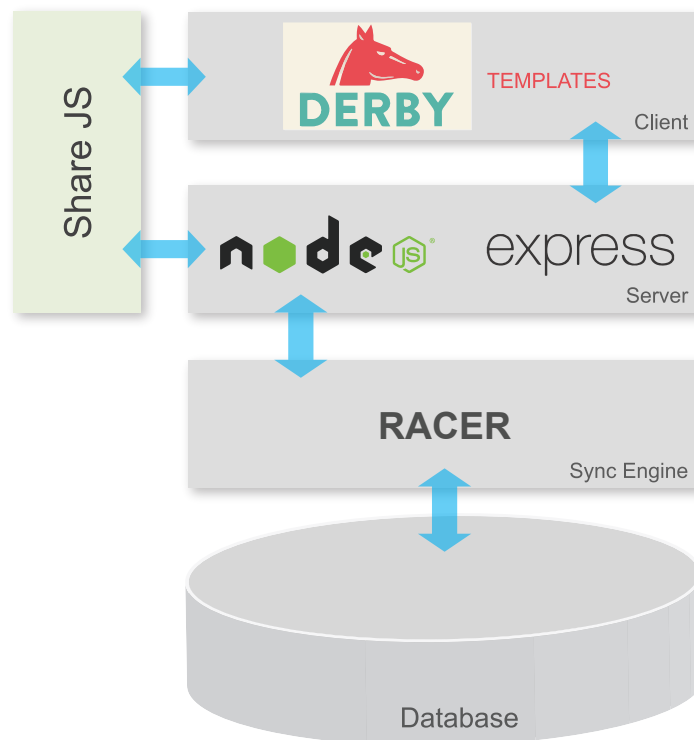 Share JS
DERBY
TEMPLATES
Client
node JS®
express
Server
RACER
Sync Engine
Database